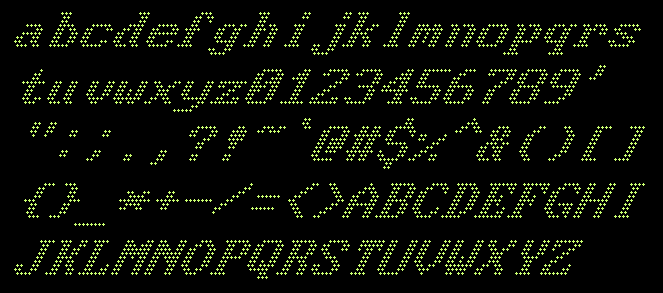 abcdefghijklmnopqrs
tuvwxyz0123456789'
":;.,?!~°@#$%^&()[]
{}_*+-/=<>ABCDEFGHI
JKLMNOPQRSTUVWXYZ